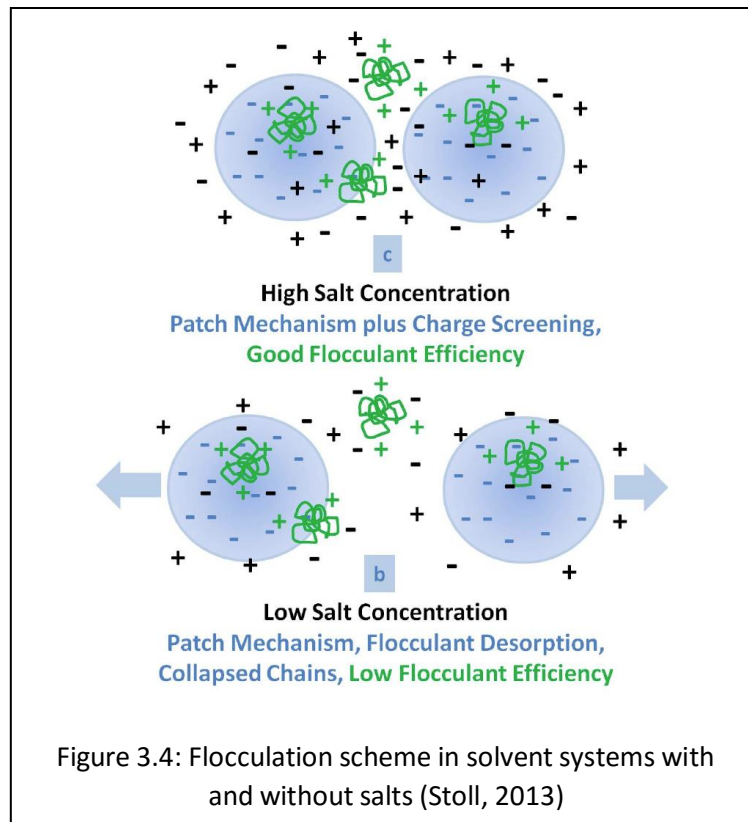 c
High Salt Concentration
Patch Mechanism plus Charge Screening,
Good Flocculant Efficiency
b
Low Salt Concentration
Patch Mechanism, Flocculant Desorption,
Collapsed Chains, Low Flocculant Efficiency
Figure 3.4: Flocculation scheme in solvent systems with
and without salts (Stoll, 2013)